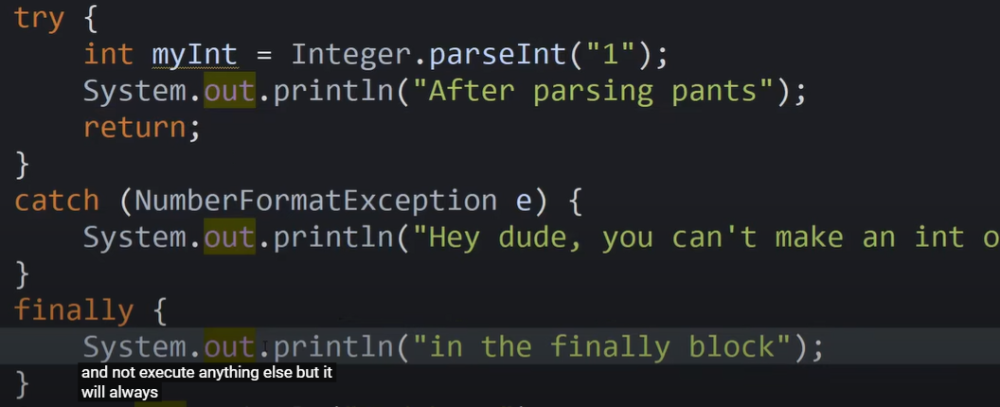 try {
int myInt = Integer.parseInt("1");
System.out.println("After parsing pants");
return;
}
catch (NumberFormatException e) {
System.out.println("Hey dude, you can't make an int o
}
finally {
System.out.println("in the finally block");
and not execute anything else but it
will always
}